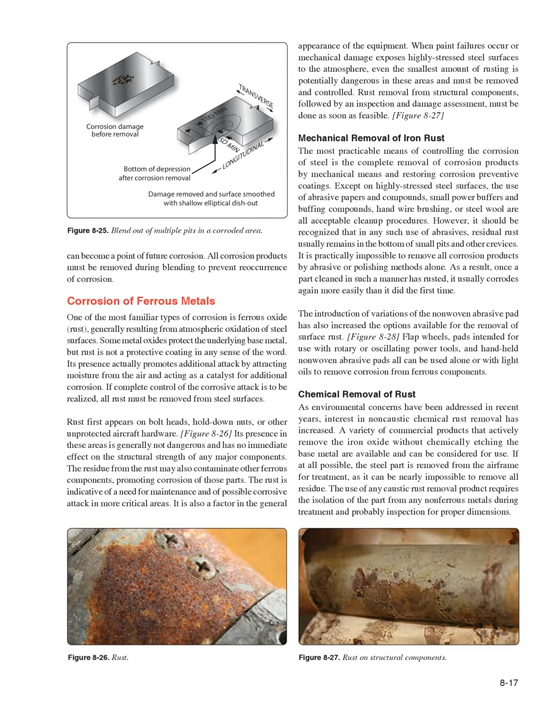 Corrosion damage
before removal
TRANSVERSE
100 MIN
50 MIN
LONGITUDINAL
Bottom of depression
after corrosion removal
Damage removed and surface smoothed
with shallow elliptical dish-out
Figure 8-25. Blend out of multiple pits in a corroded area.
can become a point of future corrosion. All corrosion products
must be removed during blending to prevent reoccurrence
of corrosion.
Corrosion of Ferrous Metals
One of the most familiar types of corrosion is ferrous oxide
(rust), generally resulting from atmospheric oxidation of steel
surfaces. Some metal oxides protect the underlying base metal,
but rust is not a protective coating in any sense of the word.
Its presence actually promotes additional attack by attracting
moisture from the air and acting as a catalyst for additional
corrosion. If complete control of the corrosive attack is to be
realized, all rust must be removed from steel surfaces.
Rust first appears on bolt heads, hold-down nuts, or other
unprotected aircraft hardware. [Figure 8-26] Its presence in
these areas is generally not dangerous and has no immediate
effect on the structural strength of any major components.
The residue from the rust may also contaminate other ferrous
components, promoting corrosion of those parts. The rust is
indicative of a need for maintenance and of possible corrosive
attack in more critical areas. It is also a factor in the general
appearance of the equipment. When paint failures occur or
mechanical damage exposes highly-stressed steel surfaces
to the atmosphere, even the smallest amount of rusting is
potentially dangerous in these areas and must be removed
and controlled. Rust removal from structural components,
followed by an inspection and damage assessment, must be
done as soon as feasible. [Figure 8-27]
Mechanical Removal of Iron Rust
The most practicable means of controlling the corrosion
of steel is the complete removal of corrosion products
by mechanical means and restoring corrosion preventive
coatings. Except on highly-stressed steel surfaces, the use
of abrasive papers and compounds, small power buffers and
buffing compounds, hand wire brushing, or steel wool are
all acceptable cleanup procedures. However, it should be
recognized that in any such use of abrasives, residual rust
usually remains in the bottom of small pits and other crevices.
It is practically impossible to remove all corrosion products
by abrasive or polishing methods alone. As a result, once a
part cleaned in such a manner has rusted, it usually corrodes
again more easily than it did the first time.
The introduction of variations of the nonwoven abrasive pad
has also increased the options available for the removal of
surface rust. [Figure 8-28] Flap wheels, pads intended for
use with rotary or oscillating power tools, and hand-held
nonwoven abrasive pads all can be used alone or with light
oils to remove corrosion from ferrous components.
Chemical Removal of Rust
As environmental concerns have been addressed in recent
years, interest in noncaustic chemical rust removal has
increased. A variety of commercial products that actively
remove the iron oxide without chemically etching the
base metal are available and can be considered for use. If
at all possible, the steel part is removed from the airframe
for treatment, as it can be nearly impossible to remove all
residue. The use of any caustic rust removal product requires
the isolation of the part from any nonferrous metals during
treatment and probably inspection for proper dimensions.
Figure 8-26. Rust.
Figure 8-27. Rust on structural components.
8-17